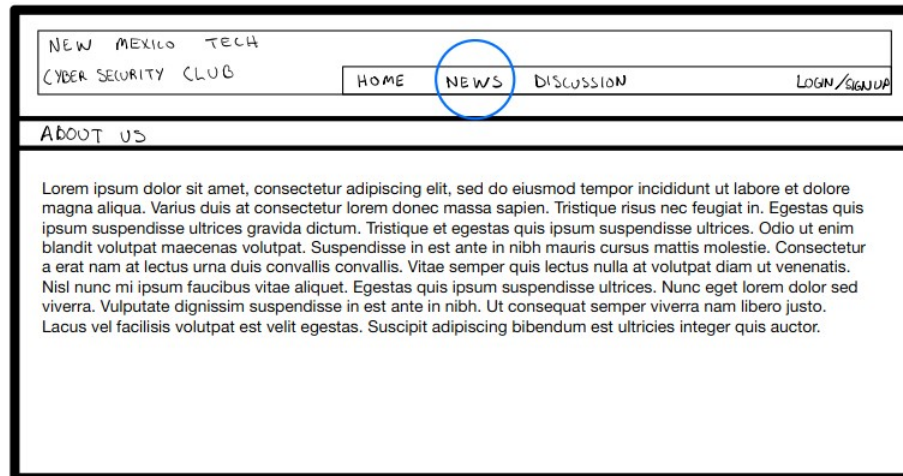 NEW MEXICO TECH
CYBER SECURITY CLUB
HOME NEWS DISCUSSION LOGIN/SIGNUP
ABOUT US
Lorem ipsum dolor sit amet, consectetur adipiscing elit, sed do eiusmod tempor incididunt ut labore et dolore
magna aliqua. Varius duis at consectetur lorem donec massa sapien. Tristique risus nec feugiat in. Egestas quis
ipsum suspendisse ultrices gravida dictum. Tristique et egestas quis ipsum suspendisse ultrices. Odio ut enim
blandit volutpat maecenas volutpat. Suspendisse in est ante in nibh mauris cursus mattis molestie. Consectetur
a erat nam at lectus urna duis convallis convallis. Vitae semper quis lectus nulla at volutpat diam ut venenatis.
Nisl nunc mi ipsum faucibus vitae aliquet. Egestas quis ipsum suspendisse ultrices. Nunc eget lorem dolor sed
viverra. Vulputate dignissim suspendisse in est ante in nibh. Ut consequat semper viverra nam libero justo.
Lacus vel facilisis volutpat est velit egestas. Suscipit adipiscing bibendum est ultricies integer quis auctor.